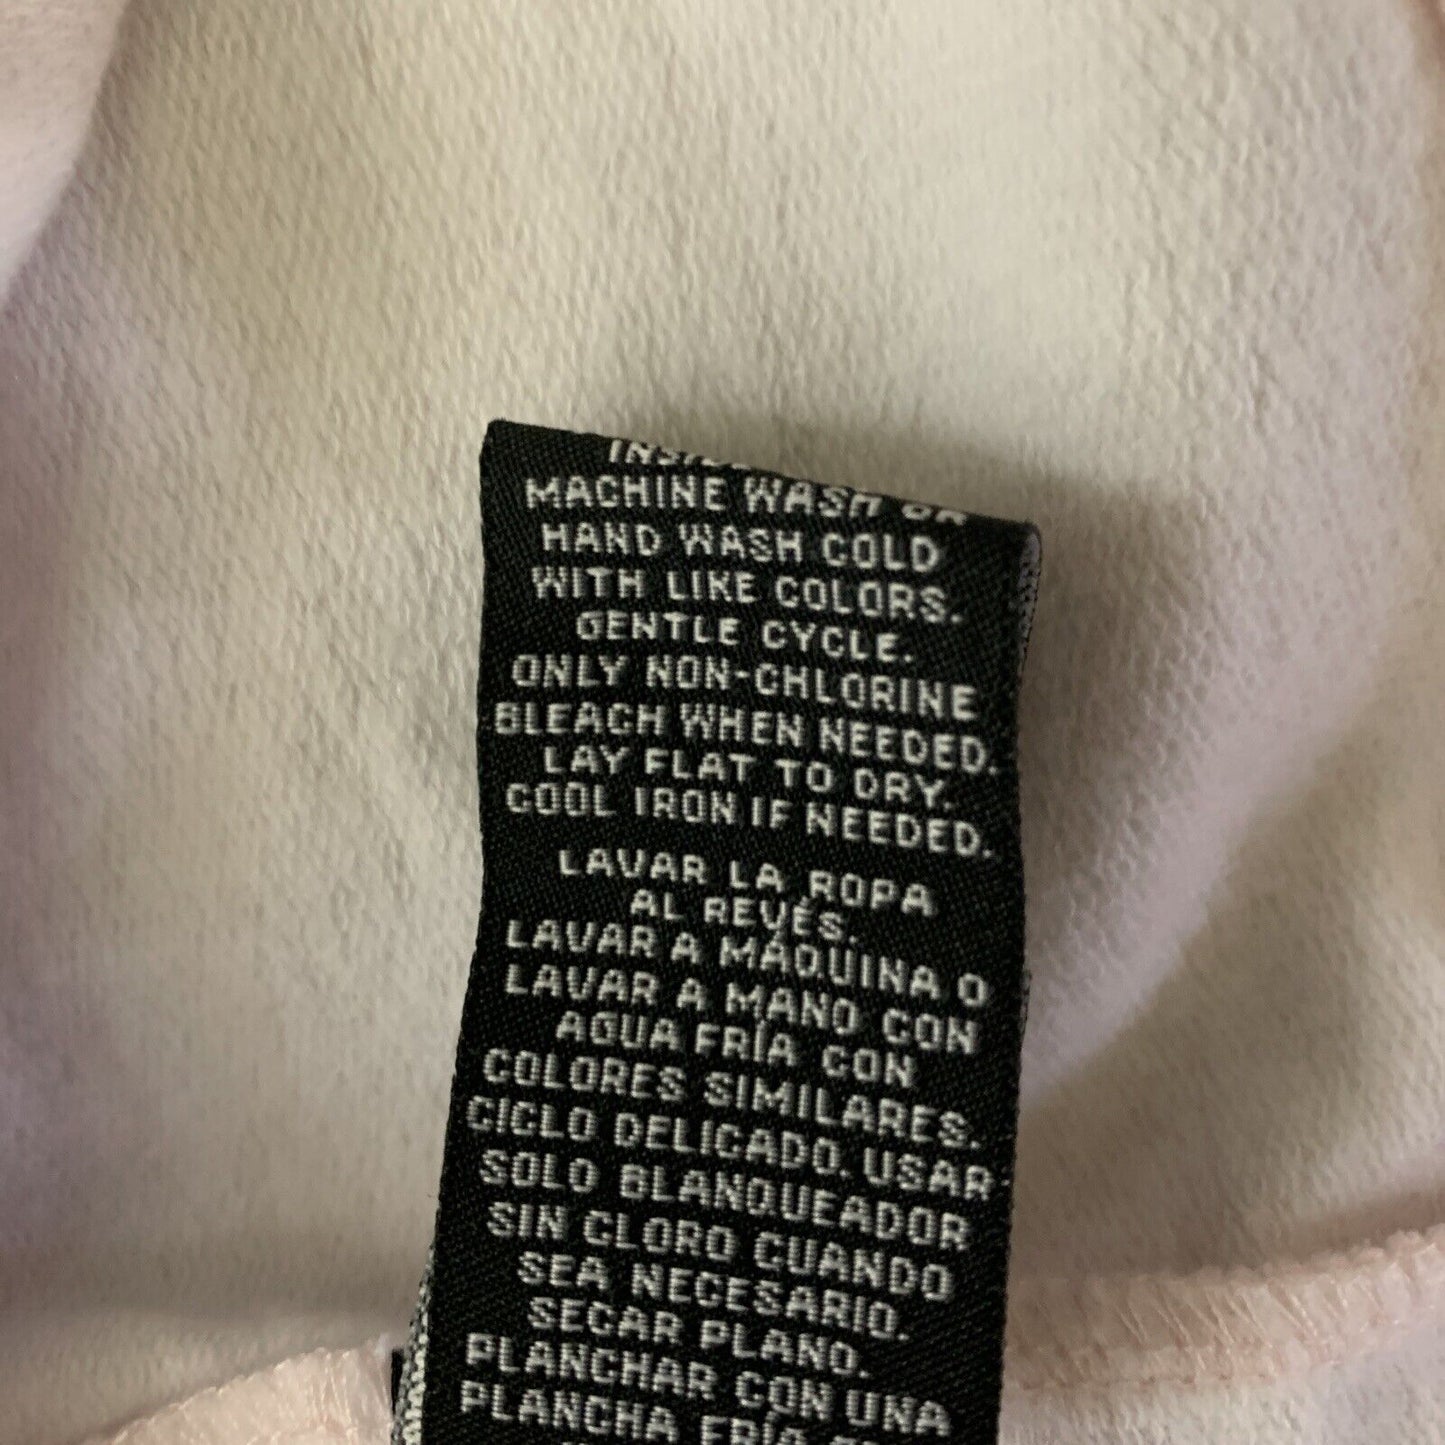 MACHINE WASH OR
HAND WASH COLD
WITH LIKE COLORS.
GENTLE CYCLE.
ONLY NON-CHLORINE
BLEACH WHEN NEEDED.
LAY FLAT TO DRY.
COOL IRON IF NEEDED.
LAVAR LA ROPA
AL REVÉS.
LAVAR A MÁQUINA O
LAVAR A MANO CON
AGUA FRÍA CON
COLORES SIMILARES.
CICLO DELICADO. USAR
SOLO BLANQUEADOR
SIN CLORO CUANDO
SEA NECESARIO.
SECAR PLANO.
PLANCHAR CON UNA
PLANCHA FRÍA